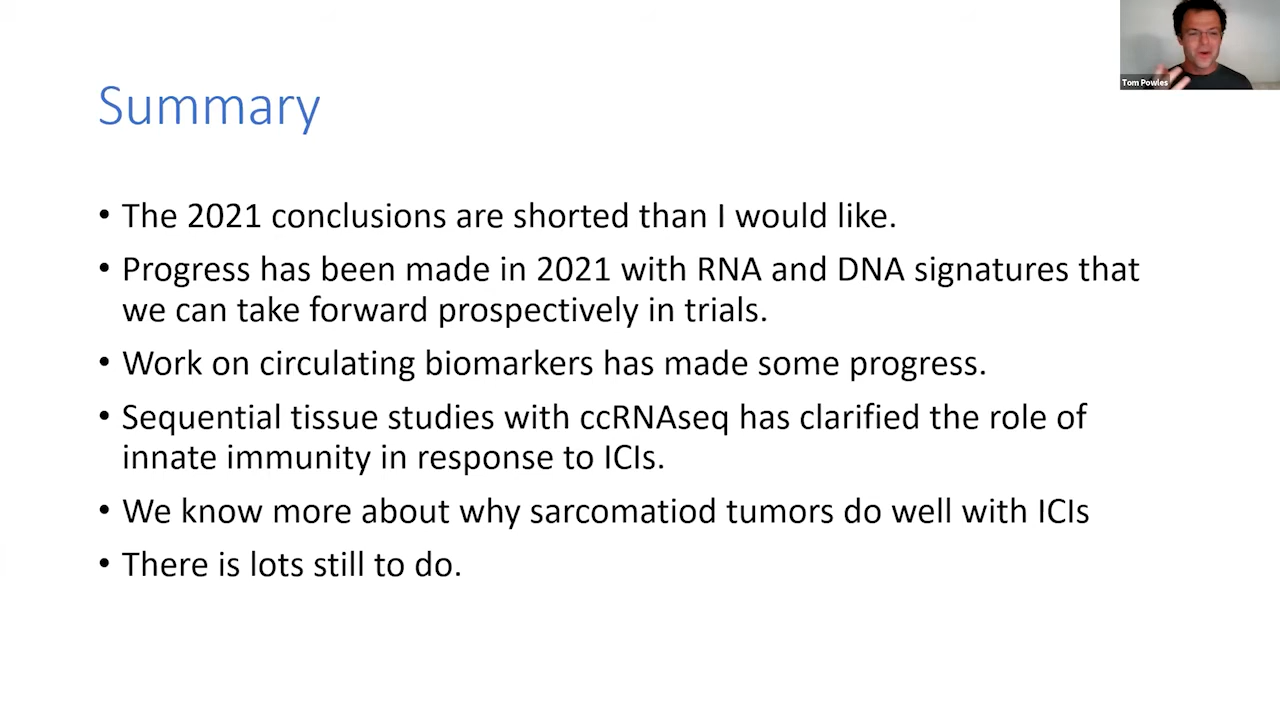 Tom Powles
Summary
• The 2021 conclusions are shorted than I would like.
• Progress has been made in 2021 with RNA and DNA signatures that
we can take forward prospectively in trials.
• Work on circulating biomarkers has made some progress.
• Sequential tissue studies with ccRNAseq has clarified the role of
innate immunity in response to ICIs.
• We know more about why sarcomatiod tumors do well with ICIs
• There is lots still to do.